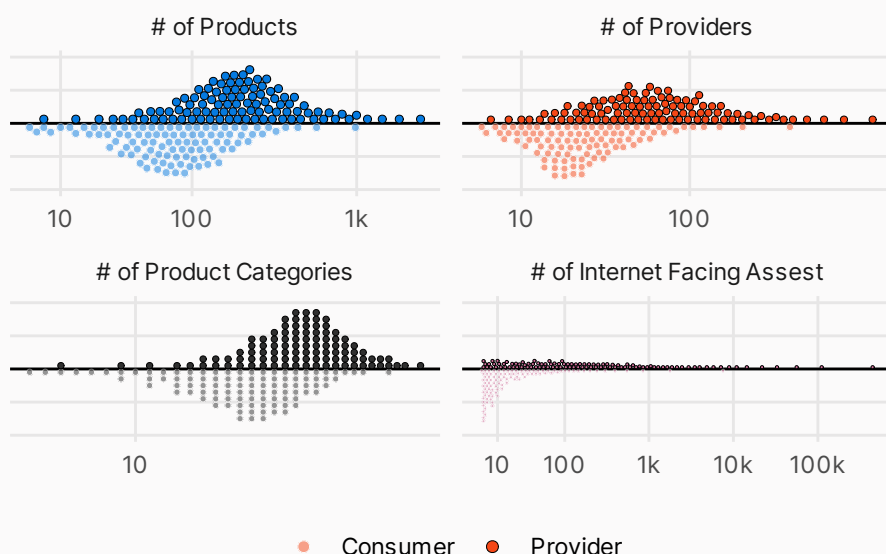 # of Products
# of Providers
10 100 1k
10 100
# of Product Categories
# of Internet Facing Assest
10
10 100 1k 10k 100k
Consumer Provider